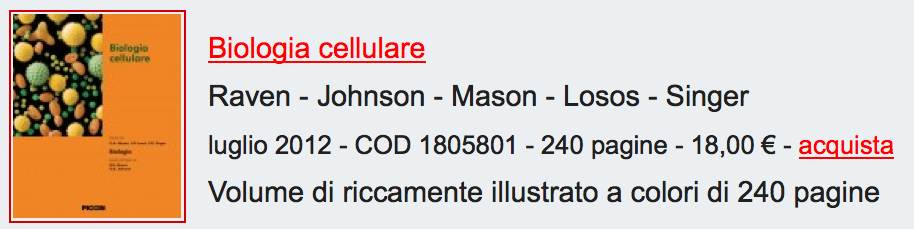 Biologia
cellulare
Biologia
PICCIN
Biologia cellulare
Raven - Johnson - Mason - Losos - Singer
luglio 2012 - COD 1805801 - 240 pagine - 18,00 € - acquista
Volume di riccamente illustrato a colori di 240 pagine